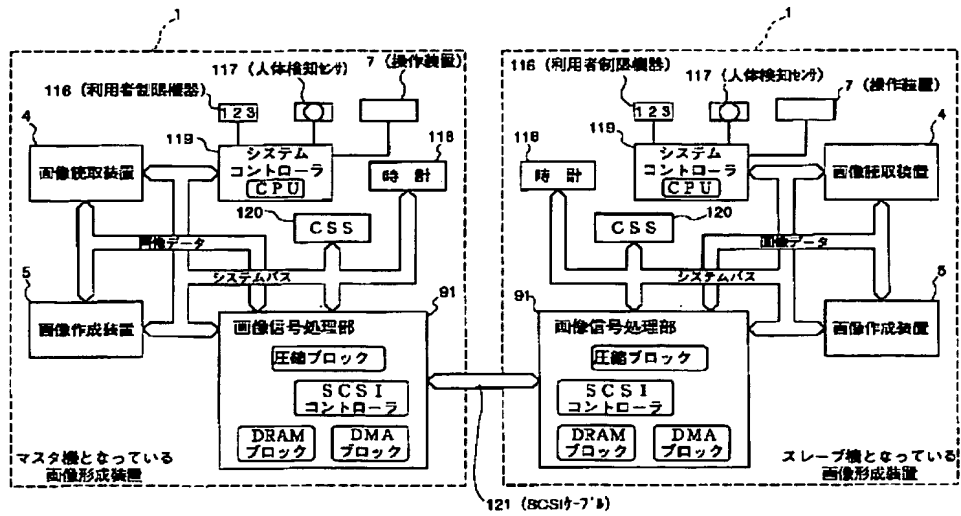 1
116 (利用者制限機器)
117 (人体検知センサ)
7 (操作装置)
1 2 3
4
画像読取装置
119
システム
コントローラ
CPU
118
時計
120
CSS
画像データ
システムバス
5
画像作成装置
91
画像信号処理部
圧縮ブロック
SCSI
コントローラ
DRAM
ブロック
DMA
ブロック
マスタ機となっている
画像形成装置
1
116 (利用者制限機器)
117 (人体検知センサ)
7 (操作装置)
1 2 3
4
画像読取装置
119
システム
コントローラ
CPU
118
時計
120
CSS
画像データ
システムバス
5
画像作成装置
91
画像信号処理部
圧縮ブロック
SCSI
コントローラ
DRAM
ブロック
DMA
ブロック
スレーブ機となっている
画像形成装置
121 (SCSIケーブル)